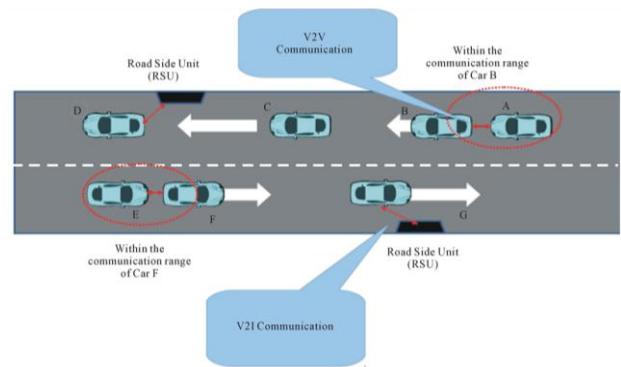 V2V
Communication
Road Side Unit
(RSU)
Within the
communication range
of Car B
D
C
B
A
E
F
G
Within the
communication range
of Car F
Road Side Unit
(RSU)
V2I Communication